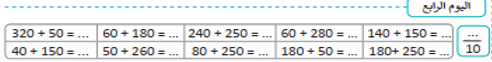 اليوم الرابع
320 + 50 = ... 60 + 180 = ... 240 + 250 = ... 60 + 280 = ... 140 + 150 = ...
40 + 150 = ... 50 + 260 = ... 80 + 250 = ... 180 + 50 = ... 180+ 250 = ...
...
10